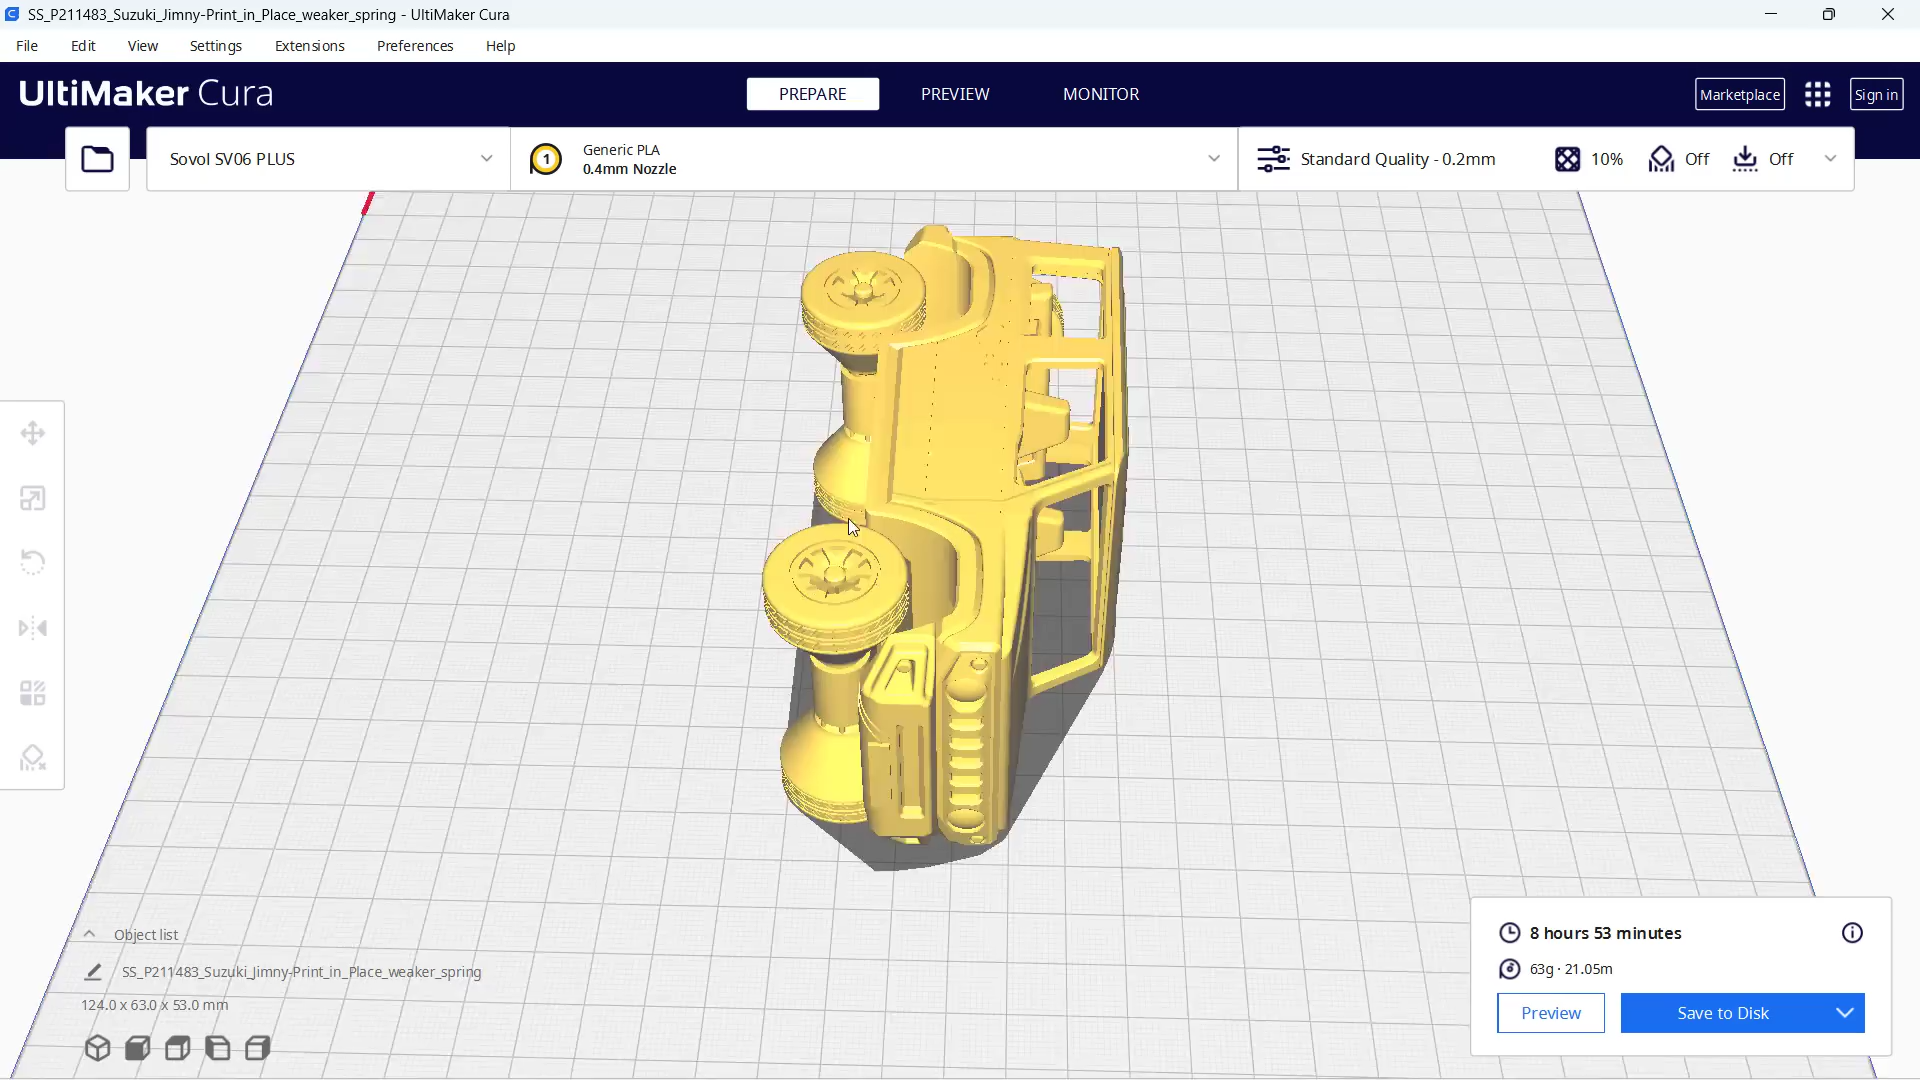 SS_P211483_Suzuki_Jimny-Print_in_Place_weaker_spring - UltiMaker Cura
File Edit View Settings Extensions Preferences Help
UltiMaker Cura PREPARE PREVIEW MONITOR Marketplace Sign in
Sovol SV06 PLUS
1
Generic PLA
0.4mm Nozzle
Standard Quality - 0.2mm 10% Off Off
Object list
SS_P211483_Suzuki_Jimny-Print_in_Place_weaker_spring
124.0 x 63.0 x 53.0 mm
8 hours 53 minutes
63g · 21.05m
Preview Save to Disk